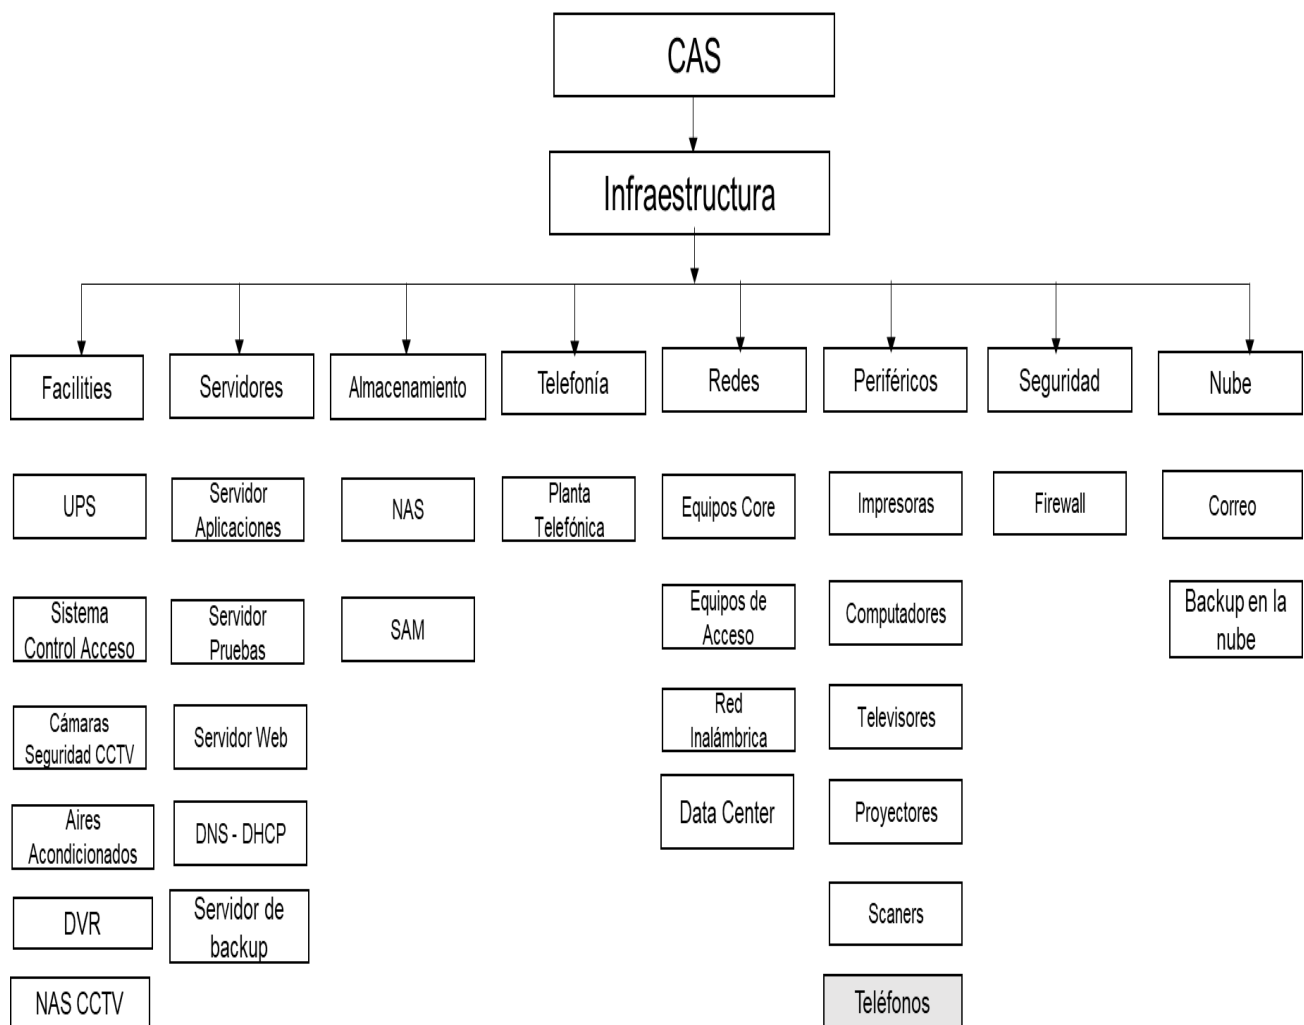 CAS
Infraestructura
Facilities
Servidores
Almacenamiento
Telefonía
Redes
Periféricos
Seguridad
Nube
UPS
Servidor
Aplicaciones
NAS
Planta
Telefónica
Equipos Core
Impresoras
Firewall
Correo
Sistema
Control Acceso
Servidor
Pruebas
SAM
Equipos de
Acceso
Computadores
Backup en la
nube
Cámaras
Seguridad CCTV
Servidor Web
Red
Inalámbrica
Televisores
Aires
Acondicionados
DNS - DHCP
Data Center
Proyectores
DVR
Servidor de
backup
Scaners
NAS CCTV
Teléfonos